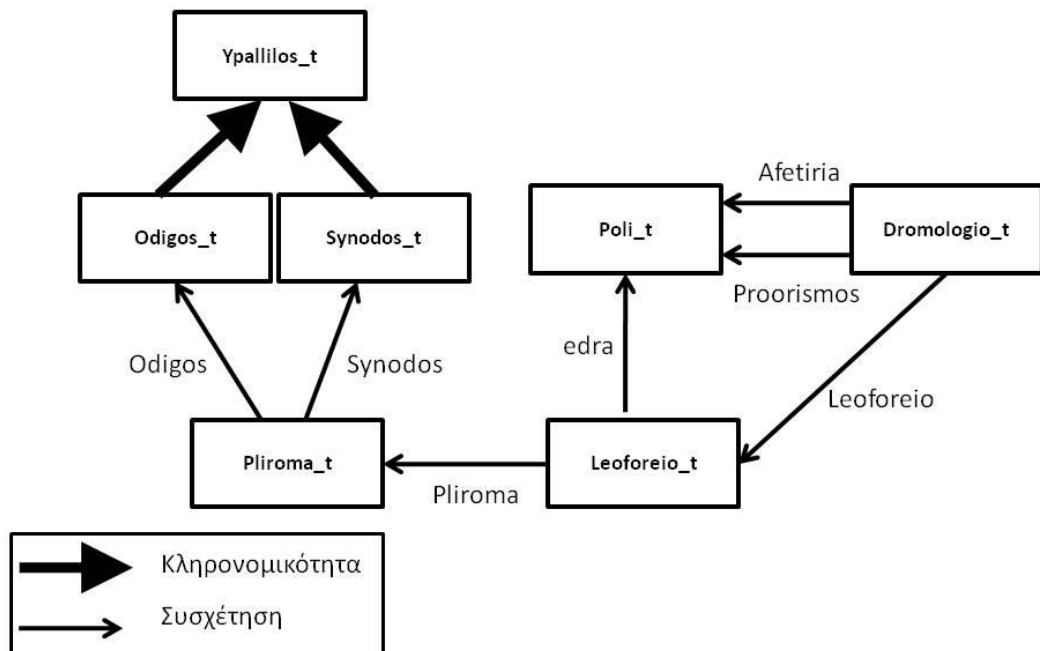 Ypallilos_t
Odigos_t
Synodos_t
Poli_t
Afetiria
Dromologio_t
Proorismos
Odigos
Synodos
edra
Leoforeio
Pliroma_t
Pliroma
Leoforeio_t
Κληρονομικότητα
Συσχέτηση